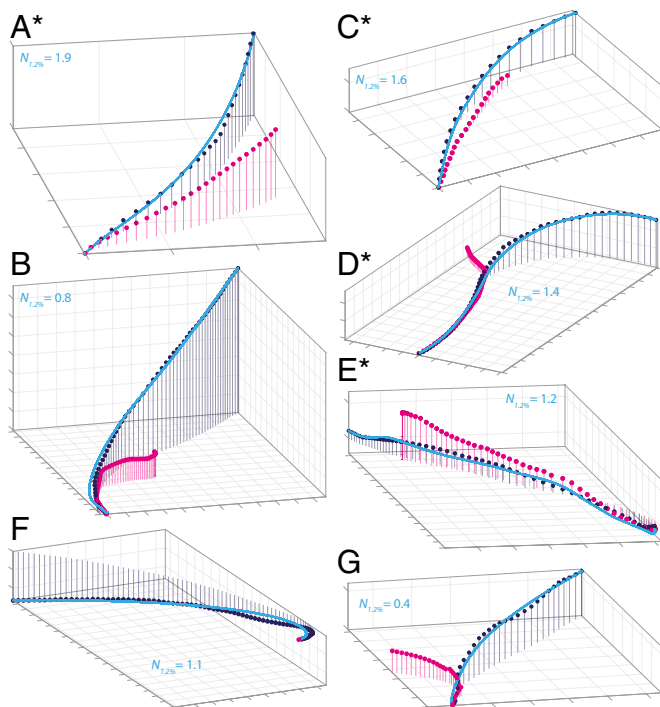 A*
N1.2% = 1.9
C*
N1.2% = 1.6
B
N1.2% = 0.8
D*
N1.2% = 1.4
E*
N1.2% = 1.2
F
N1.2% = 1.1
G
N1.2% = 0.4